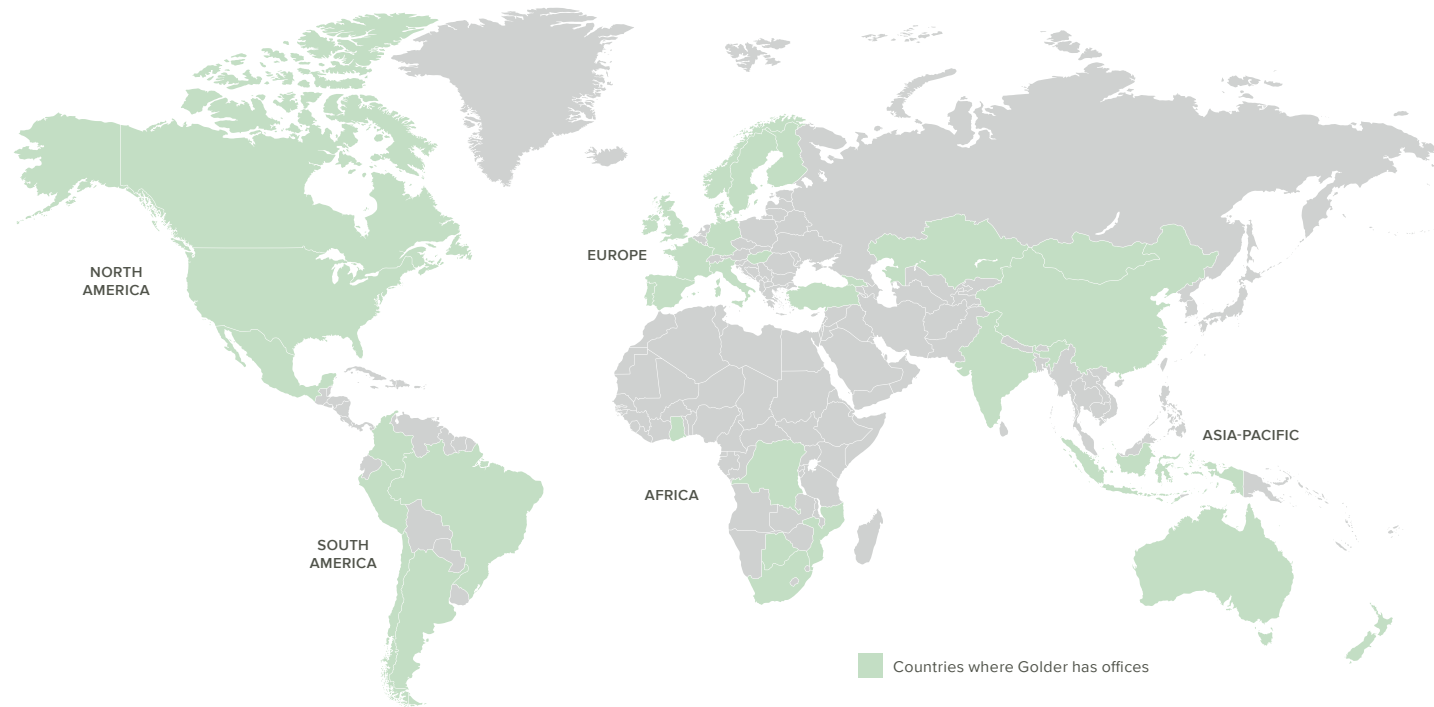 EUROPE
NORTH
AMERICA
ASIA-PACIFIC
AFRICA
SOUTH
AMERICA
Countries where Golder has offices